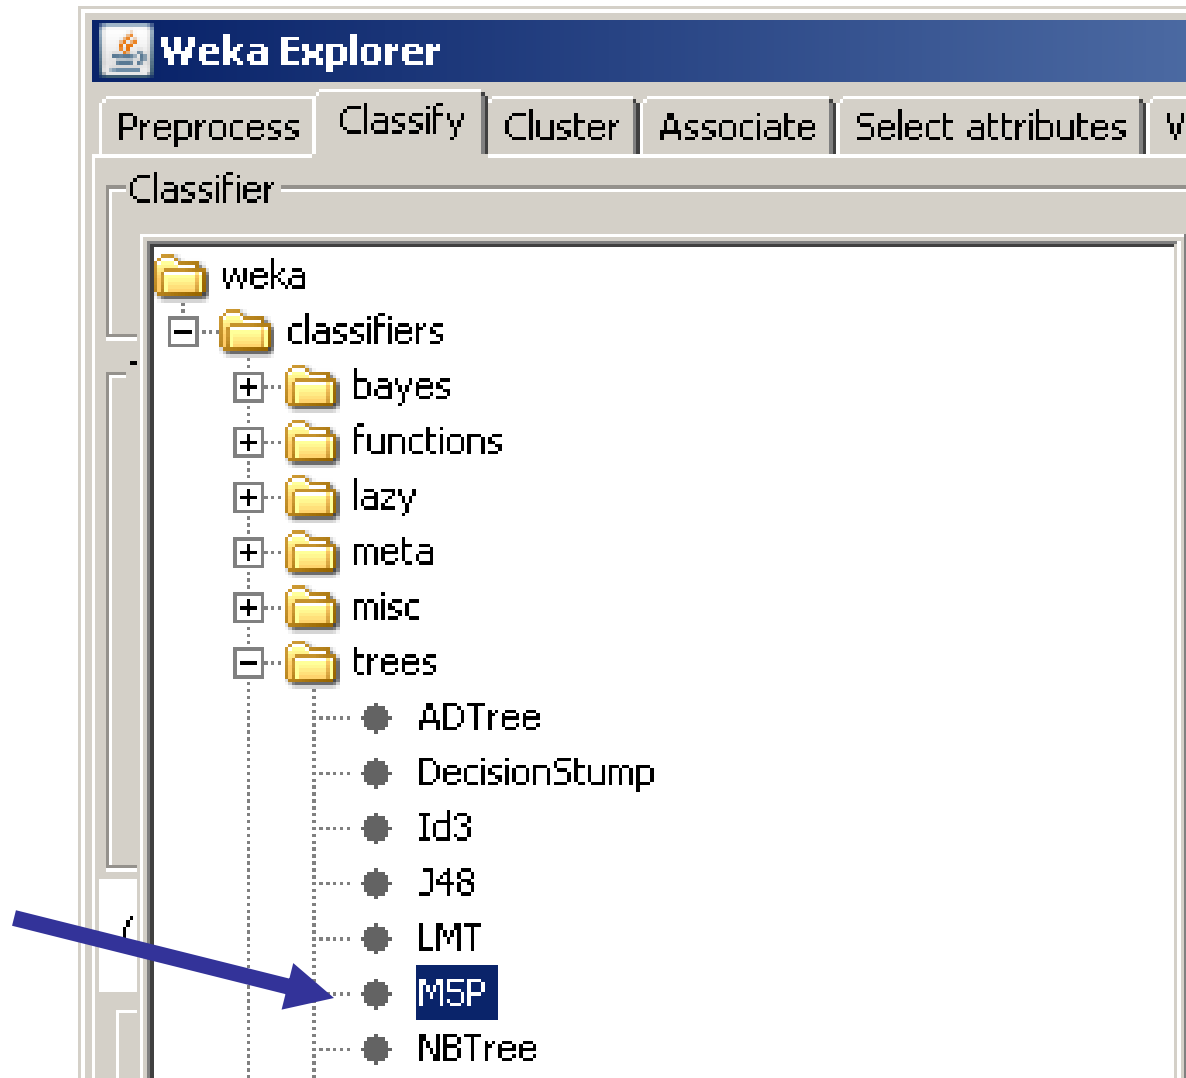 Weka Explorer
Preprocess Classify Cluster Associate Select attributes
Classifier
weka
classifiers
bayes
functions
lazy
meta
misc
trees
ADTree
DecisionStump
Id3
J48
LMT
M5P
NBTree